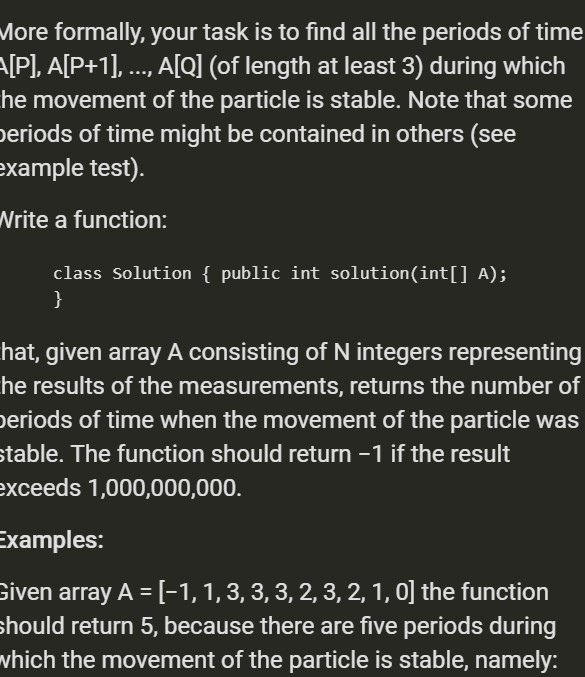 More formally, your task is to find all the periods of time
A[P], A[P+1], ..., A[Q] (of length at least 3) during which
the movement of the particle is stable. Note that some
periods of time might be contained in others (see
example test).
Write a function:
class Solution { public int solution(int[] A);
}
that, given array A consisting of N integers representing
the results of the measurements, returns the number of
periods of time when the movement of the particle was
stable. The function should return −1 if the result
exceeds 1,000,000,000.
Examples:
Given array A = [−1, 1, 3, 3, 3, 2, 3, 2, 1, 0] the function
should return 5, because there are five periods during
which the movement of the particle is stable, namely: